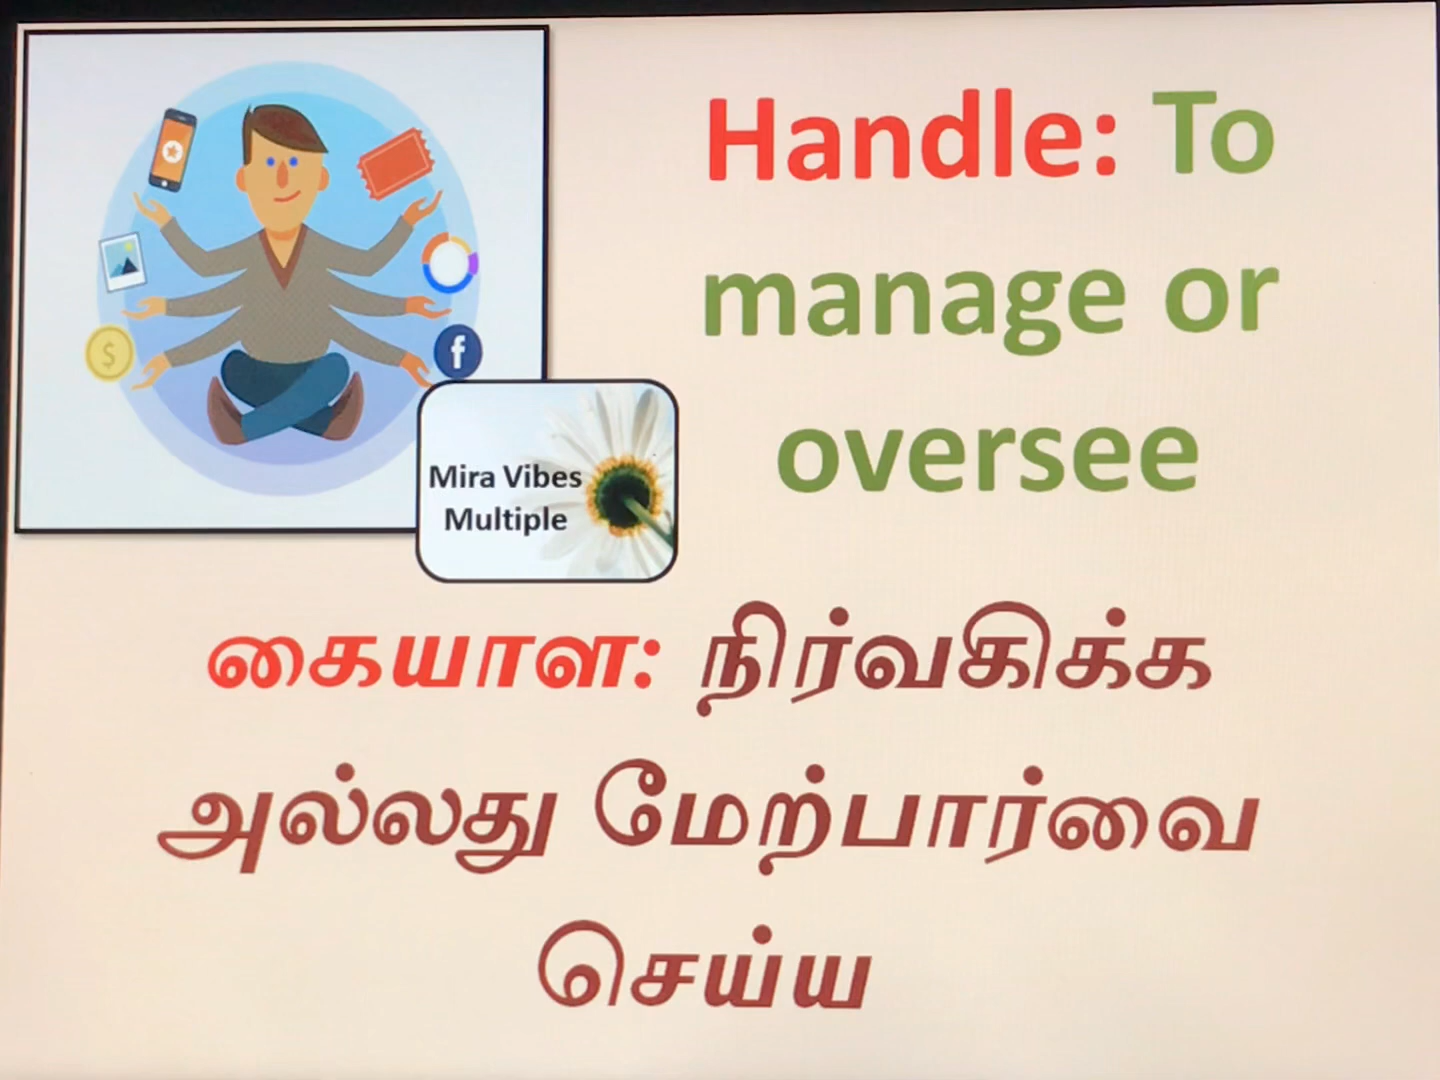 Handle: To
manage or
oversee
Mira Vibes
Multiple
கையாள: நிர்வகிக்க
அல்லது மேற்பார்வை
செய்ய